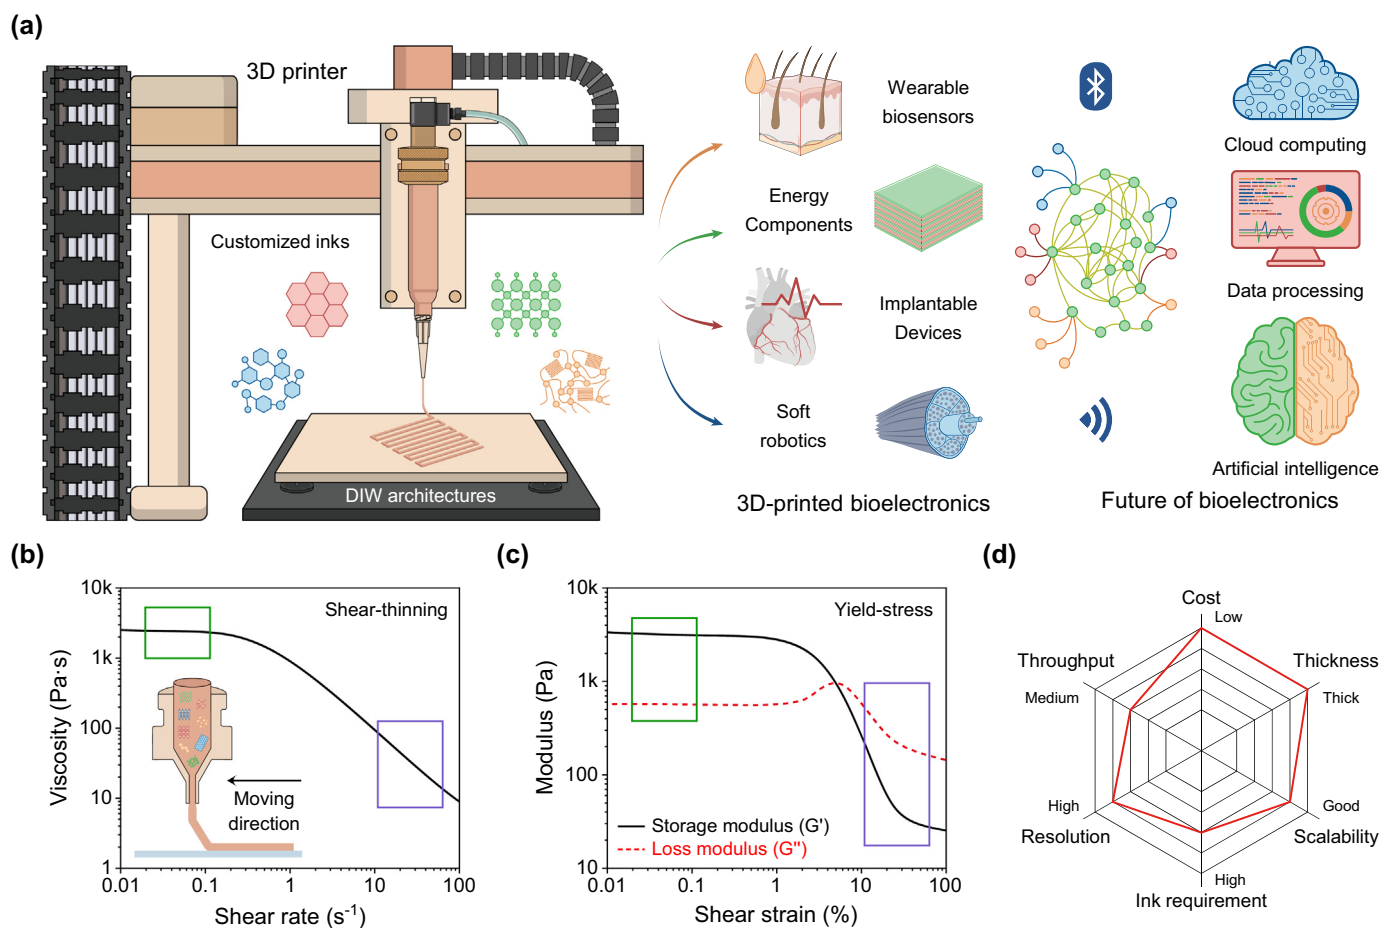 (a)
3D printer
Customized inks
DIW architectures
Wearable
biosensors
Energy
Components
Implantable
Devices
Soft
robotics
3D-printed bioelectronics
Cloud computing
Data processing
Artificial intelligence
Future of bioelectronics
(b)
Viscosity (Pa·s)
10k
1k
100
10
1
Shear-thinning
Moving
direction
0.01
0.1
1
10
100
Shear rate (s⁻¹)
(c)
Modulus (Pa)
10k
1k
100
10
Yield-stress
Storage modulus (G')
Loss modulus (G'')
0.01
0.1
1
10
100
Shear strain (%)
(d)
Cost
Low
Throughput
Medium
Thickness
Thick
High
Resolution
Good
Scalability
High
Ink requirement